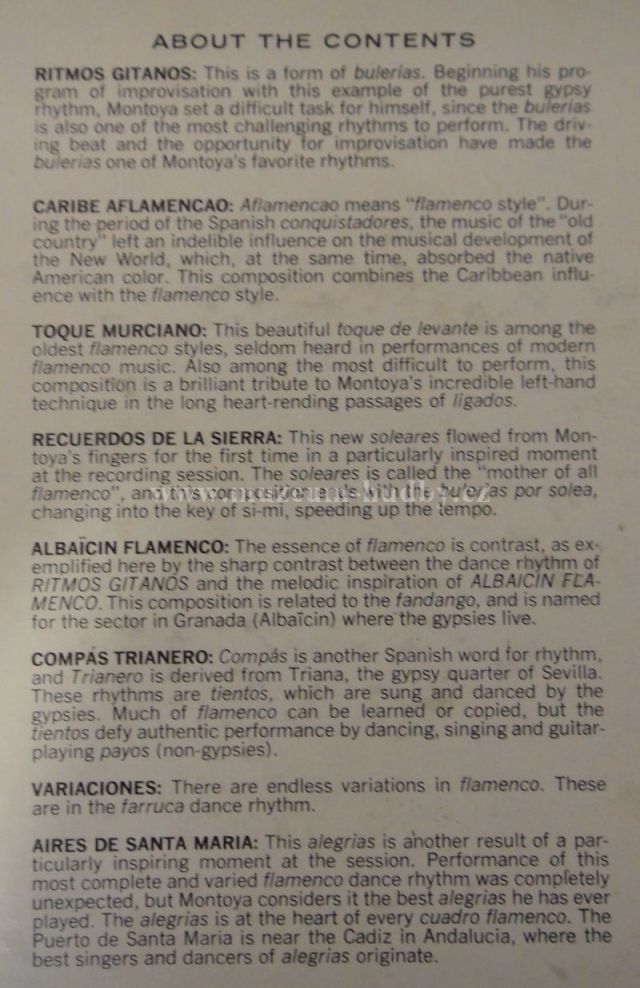 ABOUT THE CONTENTS
RITMOS GITANOS: This is a form of bulerias. Beginning his pro-
gram of improvisation with this example of the purest gypsy
rhythm, Montoya set a difficult task for himself, since the bulerias
is also one of the most challenging rhythms to perform. The driv-
ing beat and the opportunity for improvisation have made the
bulerias one of Montoya's favorite rhythms.
CARIBE AFLAMENCAO: Aflamencao means "flamenco style". Dur-
ing the period of the Spanish conquistadores, the music of the "old
country" left an indelible influence on the musical development of
the New World, which, at the same time, absorbed the native
American color. This composition combines the Caribbean influ-
ence with the flamenco style.
TOQUE MURCIANO: This beautiful toque de levante is among the
oldest flamenco styles, seldom heard in performances of modern
flamenco music. Also among the most difficult to perform, this
composition is a brilliant tribute to Montoya's incredible left-hand
technique in the long heart-rending passages of ligados.
RECUERDOS DE LA SIERRA: This new soleares flowed from Mon-
toya's fingers for the first time in a particularly inspired moment
at the recording session. The soleares is called the "mother of all
flamenco", and this composition ends with the bulerias por solea,
changing into the key of si-mi, speeding up the tempo.
ALBAÏCIN FLAMENCO: The essence of flamenco is contrast, as ex-
emplified here by the sharp contrast between the dance rhythm of
RITMOS GITANOS and the melodic inspiration of ALBAICIN FLA-
MENCO. This composition is related to the fandango, and is named
for the sector in Granada (Albaïcin) where the gypsies live.
COMPÁS TRIANERO: Compás is another Spanish word for rhythm,
and Trianero is derived from Triana, the gypsy quarter of Sevilla.
These rhythms are tientos, which are sung and danced by the
gypsies. Much of flamenco can be learned or copied, but the
tientos defy authentic performance by dancing, singing and guitar-
playing payos (non-gypsies).
VARIACIONES: There are endless variations in flamenco. These
are in the farruca dance rhythm.
AIRES DE SANTA MARIA: This alegrias is another result of a par-
ticularly inspiring moment at the session. Performance of this
most complete and varied flamenco dance rhythm was completely
unexpected, but Montoya considers it the best alegrias he has ever
played. The alegrias is at the heart of every cuadro flamenco. The
Puerto de Santa Maria is near the Cadiz in Andalucia, where the
best singers and dancers of alegrias originate.